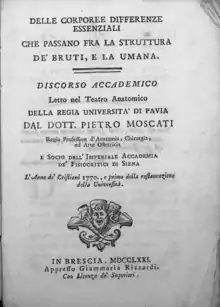 DELLE CORPOREE DIFFERENZE
ESSENZIALI
CHE PASSANO FRA LA STRUTTURA
DE' BRUTI, E LA UMANA.
DISCORSO ACCADEMICO
Letto nel Teatro Anatomico
DELLA REGIA UNIVERSITA' DI PAVIA
DAL DOTT. PIETRO MOSCATI
Regio Professore d'Anatomia, Chirurgia,
ed Arte Ostetricia
E SOCIO DELL'IMPERIALE ACCADEMIA
DE' FISIOCRITICI DI SIENA
L'Anno de' Cristiani 1770., e primo della restaurazione
della Università.
IN BRESCIA. MDCCLXXI.
Appresso Giammaria Rizzardi.
Con Licenza de' Superiori.